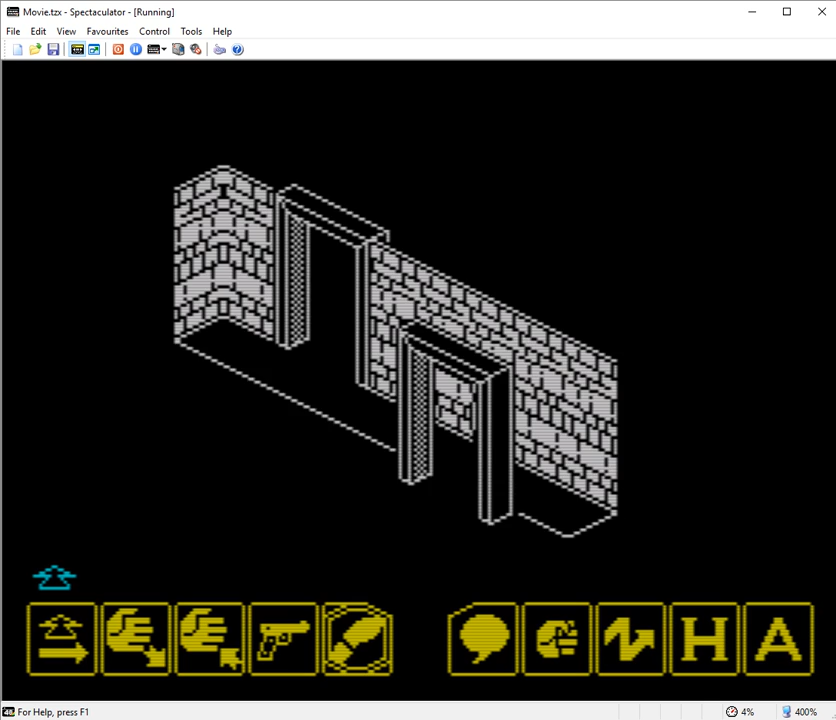 Movie.tzx - Spectaculator - [Running]
File Edit View Favourites Control Tools Help
H A
For Help, press F1 4% 400%